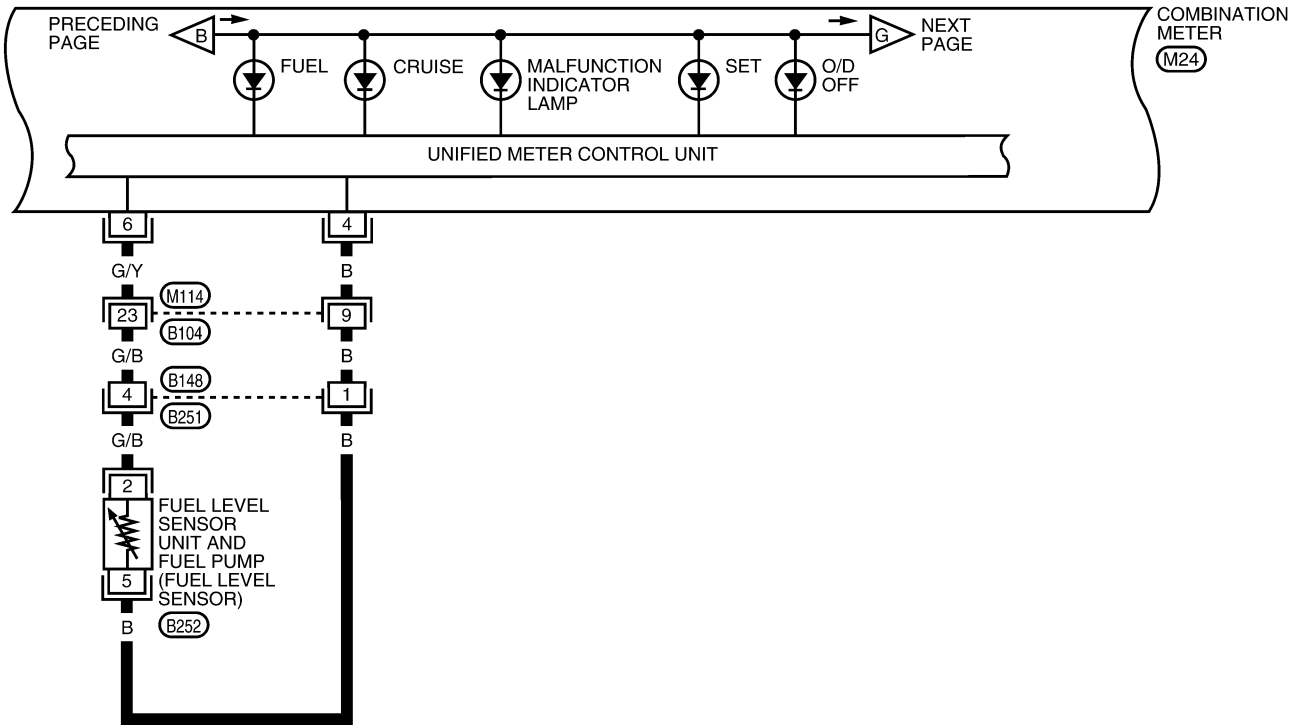 PRECEDING
PAGE
B
G
NEXT
PAGE
COMBINATION
METER
M24
FUEL
CRUISE
MALFUNCTION
INDICATOR
LAMP
SET
O/D
OFF
UNIFIED METER CONTROL UNIT
6
4
G/Y
B
M114
23
9
B104
G/B
B
B148
4
1
B251
G/B
B
2
FUEL LEVEL
SENSOR
UNIT AND
FUEL PUMP
(FUEL LEVEL
SENSOR)
5
B
B252